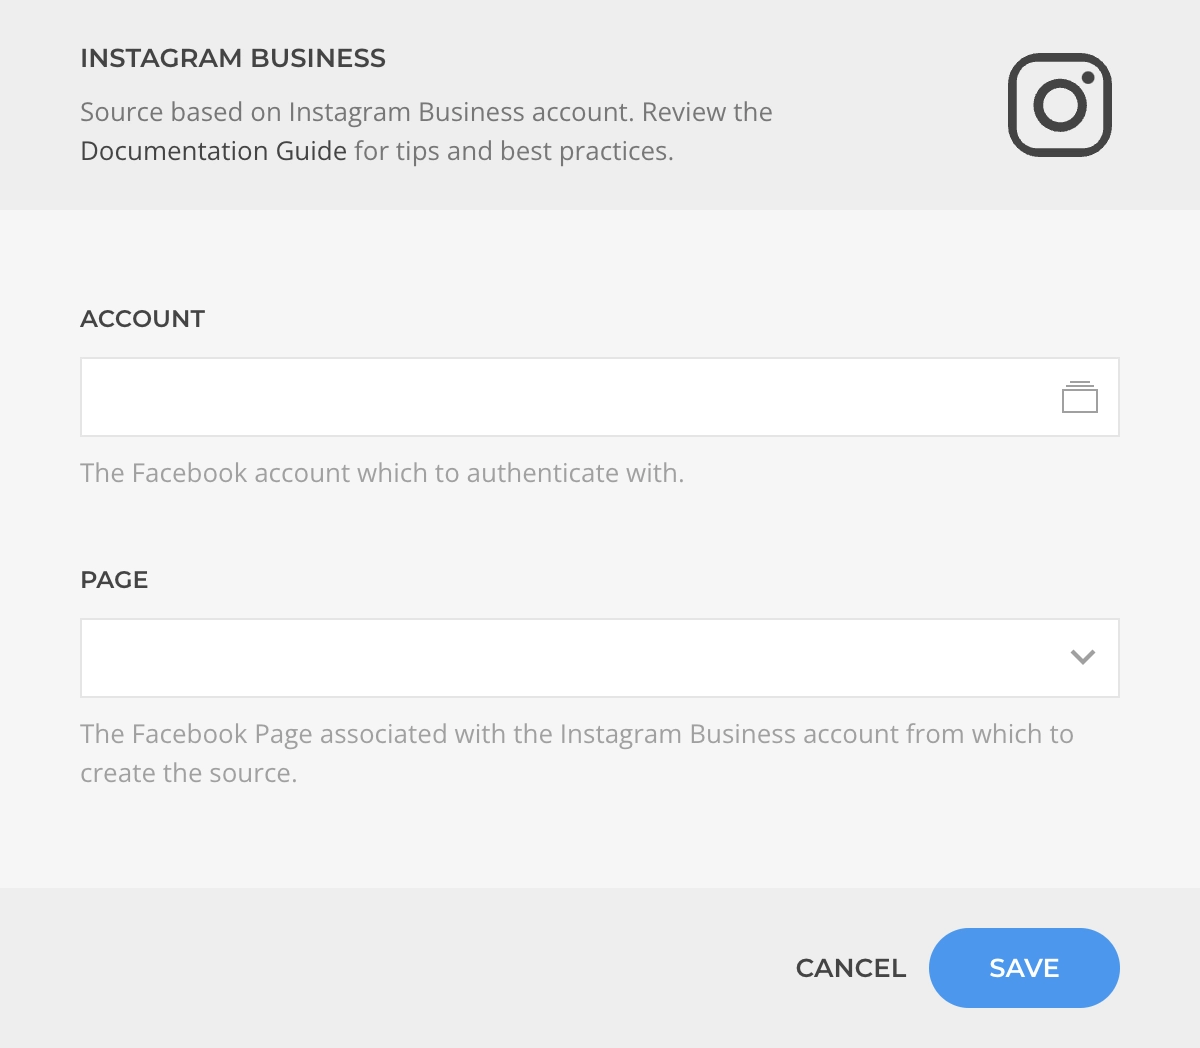 INSTAGRAM BUSINESS
Source based on Instagram Business account. Review the
Documentation Guide for tips and best practices.
ACCOUNT
The Facebook account which to authenticate with.
PAGE
The Facebook Page associated with the Instagram Business account from which to
create the source.
CANCEL SAVE